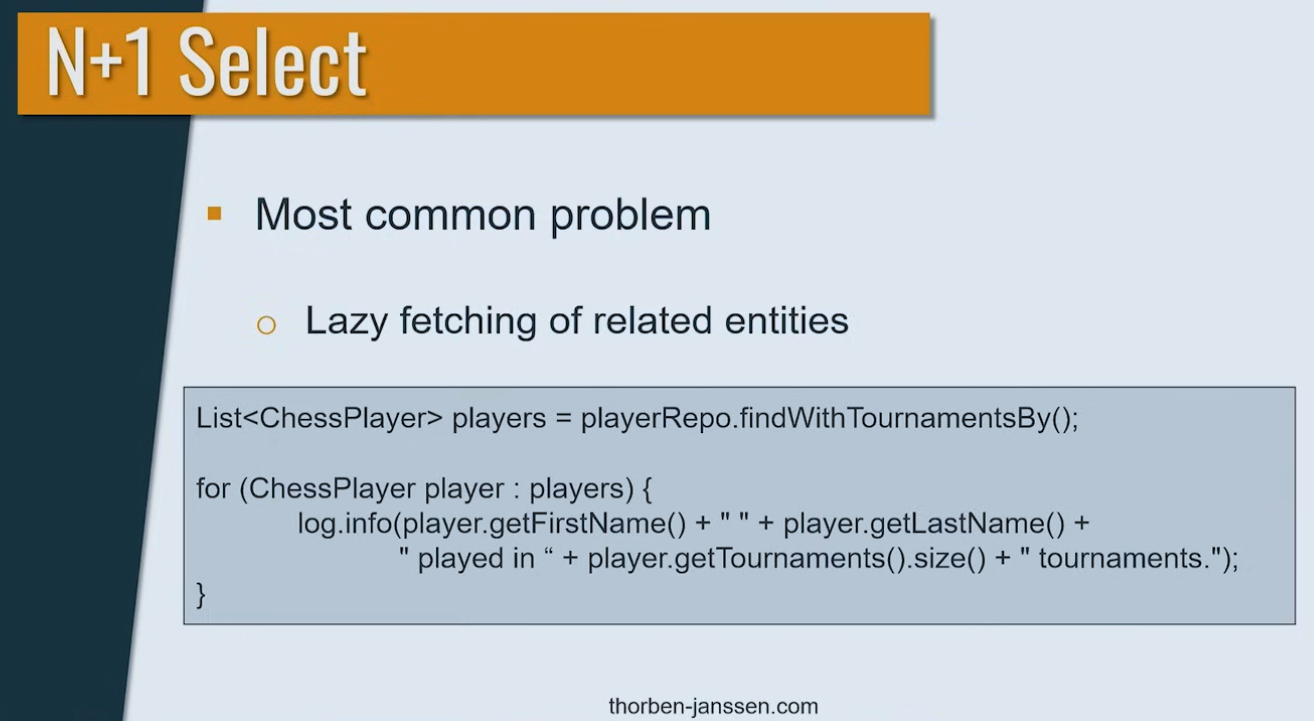 N+1 Select
▪ Most common problem
○ Lazy fetching of related entities
List<ChessPlayer> players = playerRepo.findWithTournamentsBy();
for (ChessPlayer player : players) {
log.info(player.getFirstName() + " " + player.getLastName() +
" played in “ + player.getTournaments().size() + " tournaments.");
}
thorben-janssen.com